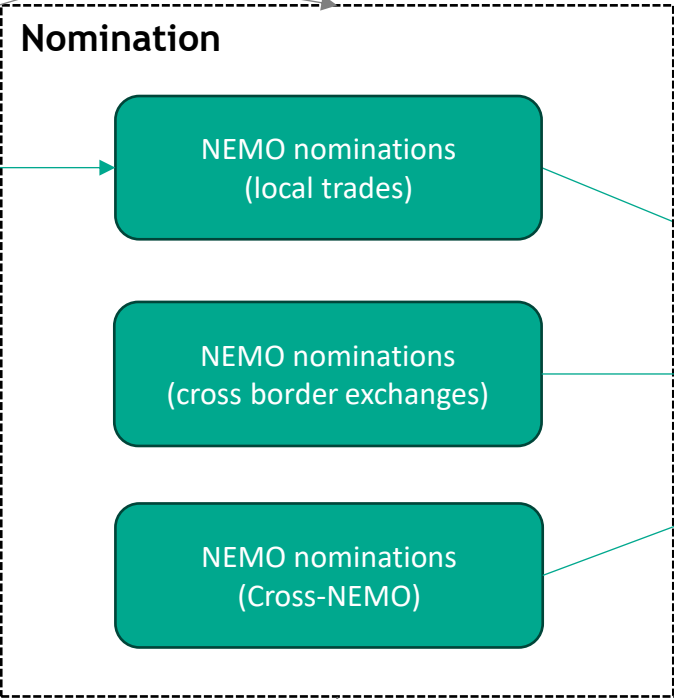 Nomination
NEMO nominations
(local trades)
NEMO nominations
(cross border exchanges)
NEMO nominations
(Cross-NEMO)